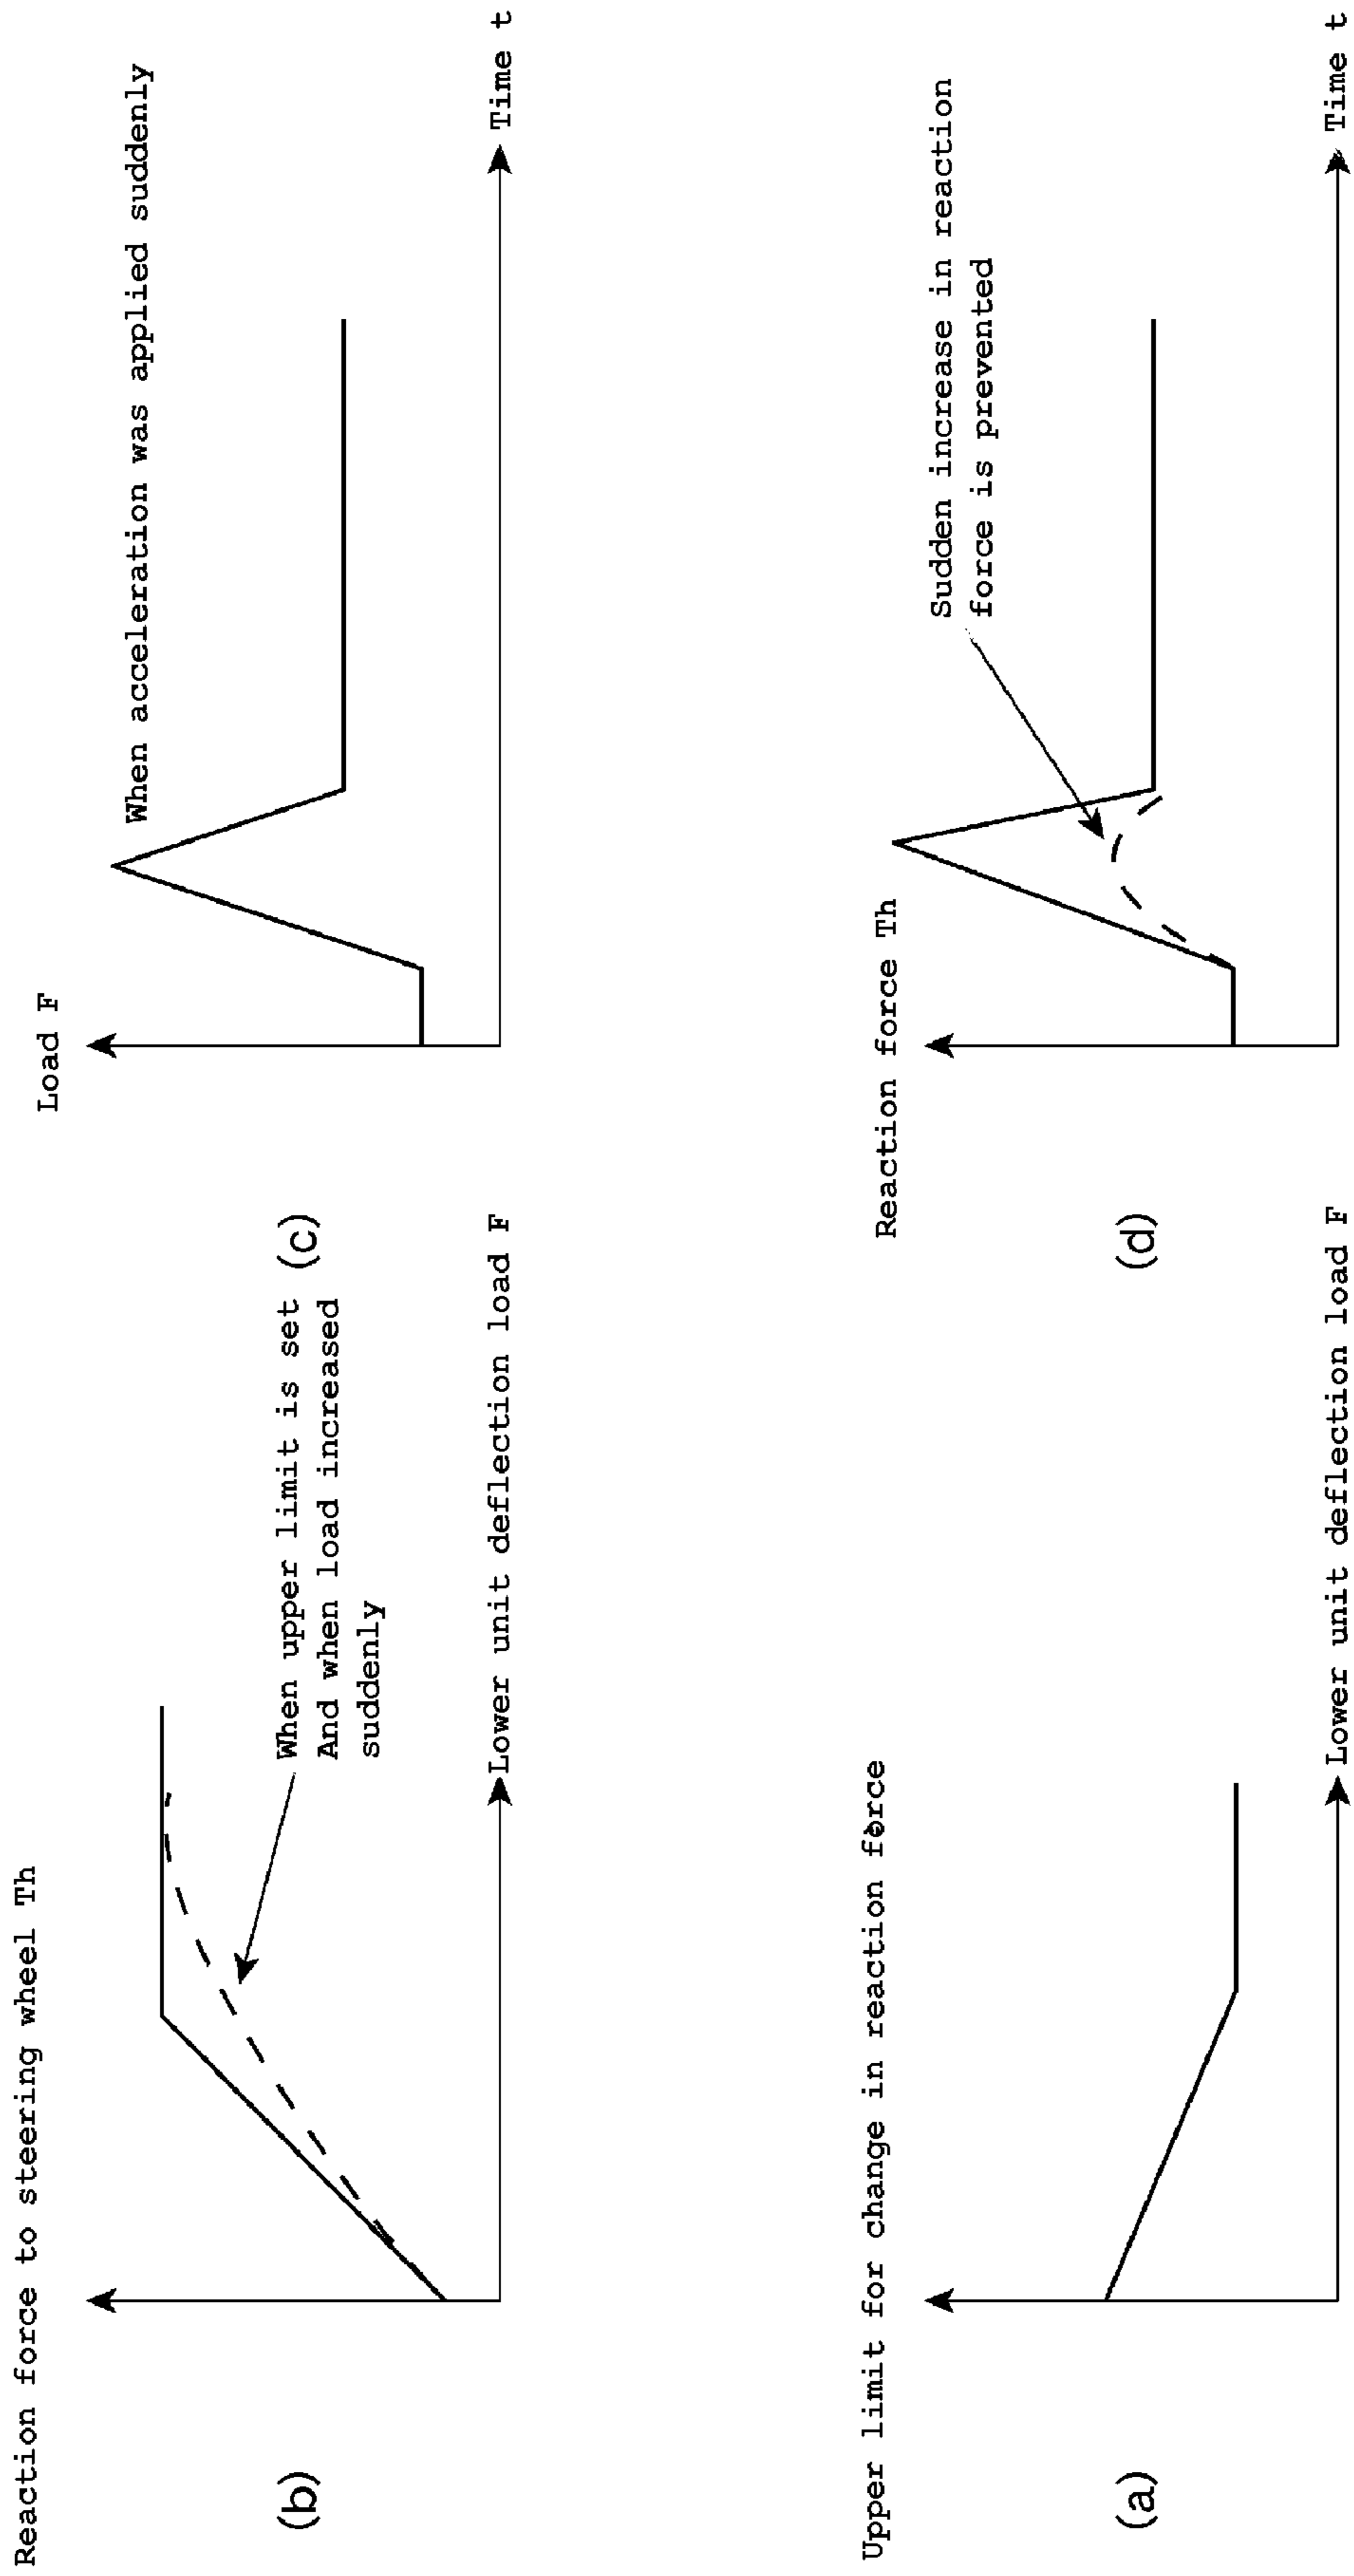 Reaction force to steering wheel Th
(b)
When upper limit is set
And when load increased
suddenly
Lower unit deflection load F
Load F
(c)
When acceleration was applied suddenly
Time t
Upper limit for change in reaction force
(a)
Lower unit deflection load F
Reaction force Th
(d)
Sudden increase in reaction
force is prevented
Time t